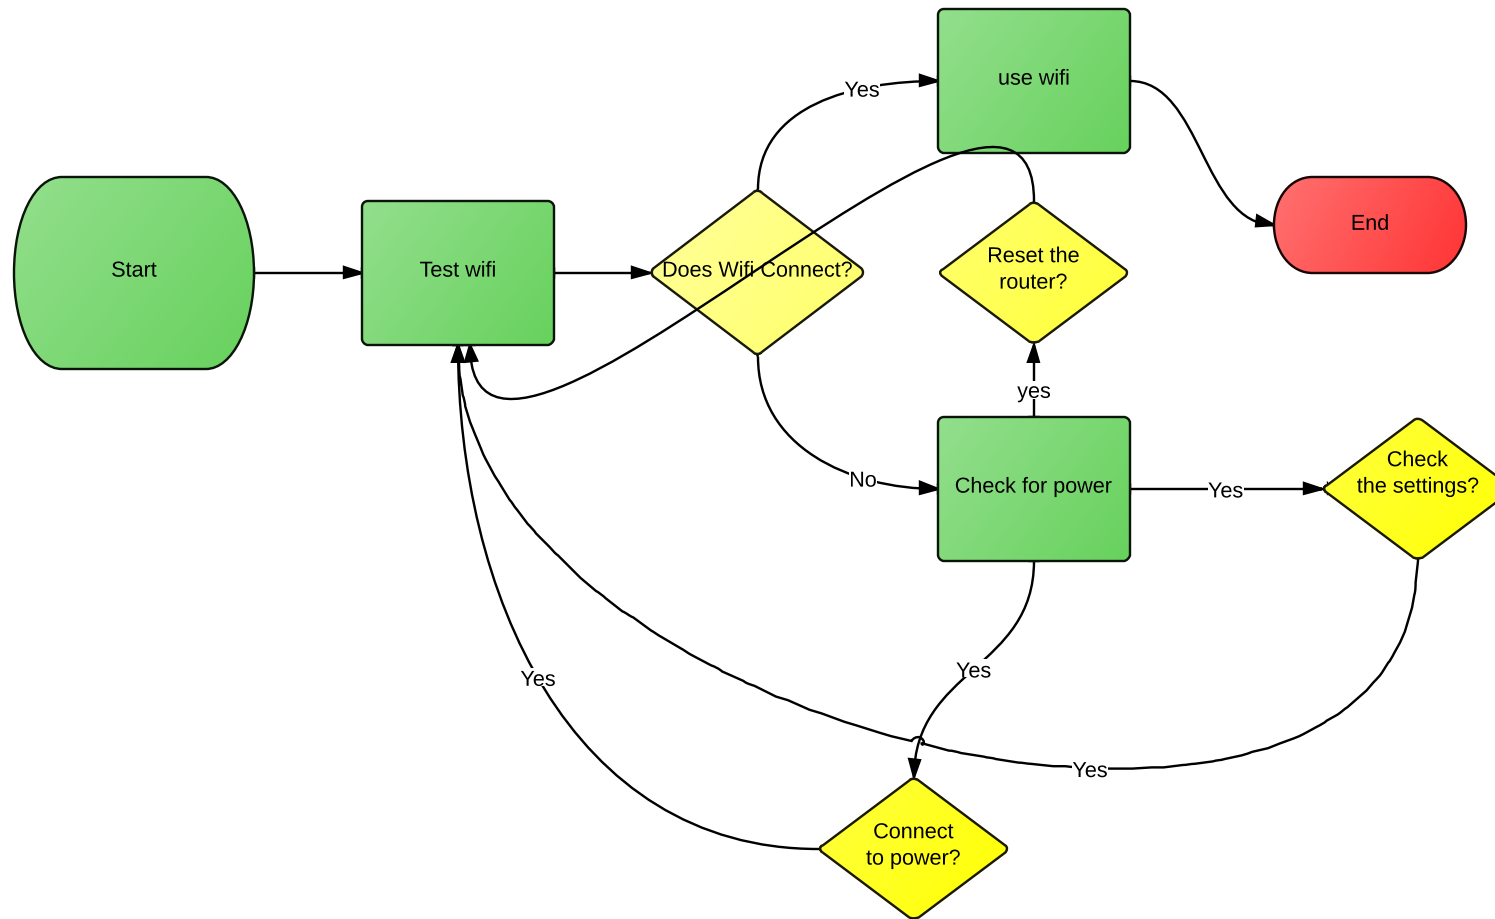 use wifi
Yes
End
Start
Test wifi
Does Wifi Connect?
Reset the
router?
yes
No
Check for power
Yes
Check
the settings?
Yes
Yes
Yes
Connect
to power?